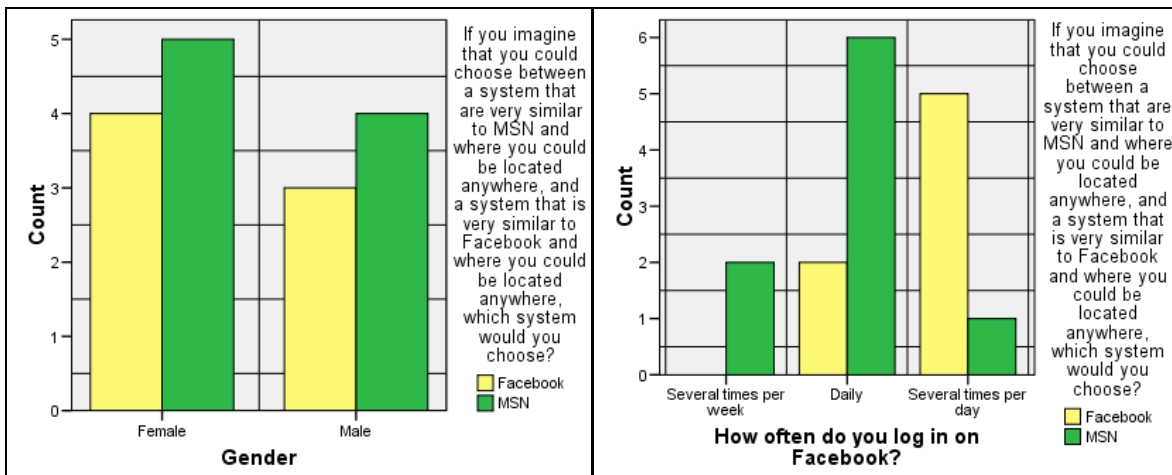 If you imagine
that you could
choose between
a system that
are very similar
to MSN and
where you could
be located
anywhere, and
a system that is
very similar to
Facebook and
where you could
be located
anywhere,
which system
would you
choose?
Facebook
MSN
Count
5
4
3
2
1
0
Female
Male
Gender
If you imagine
that you could
choose
between a
system that are
very similar to
MSN and where
you could be
located
anywhere, and
a system that
is very similar
to Facebook
and where you
could be
located
anywhere,
which system
would you
choose?
Facebook
MSN
Count
6
5
4
3
2
1
0
Several times per
week
Daily
Several times per
day
How often do you log in on
Facebook?